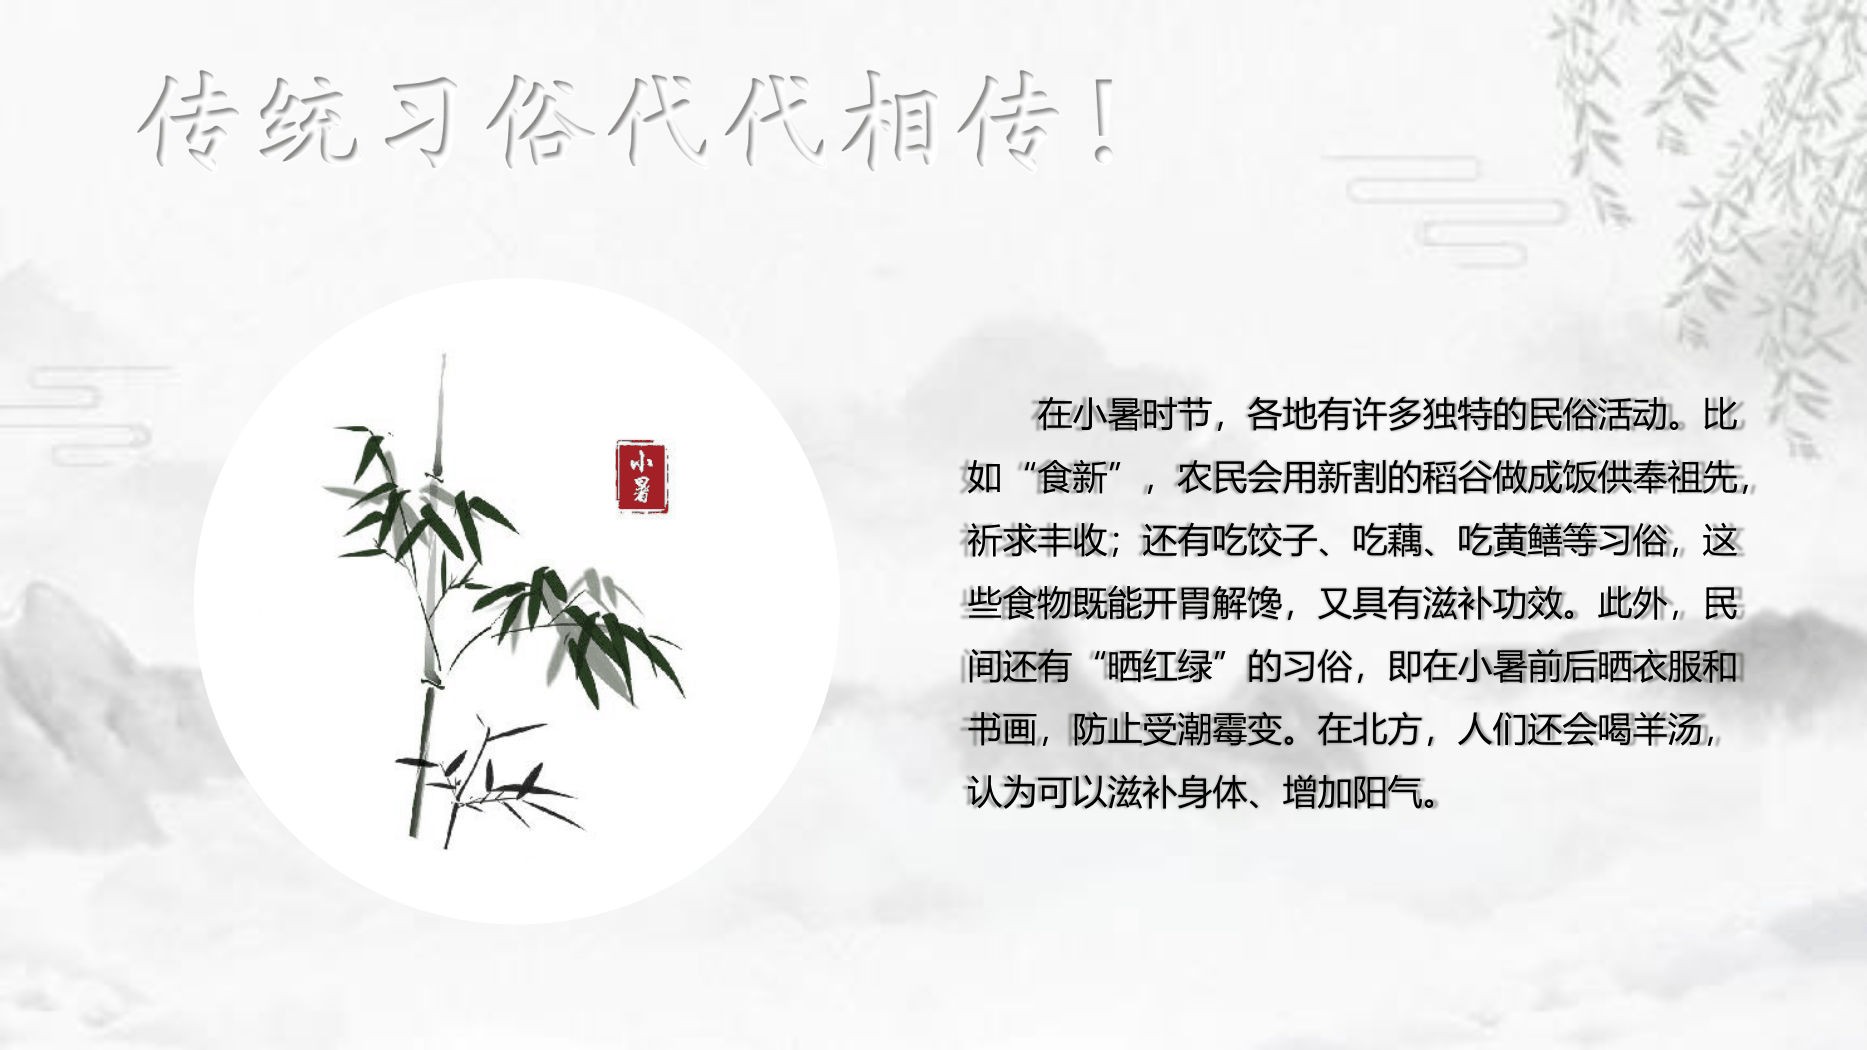 传统习俗代代相传！
小
暑
在小暑时节，各地有许多独特的民俗活动。比
如“食新”，农民会用新割的稻谷做成饭供奉祖先，
祈求丰收；还有吃饺子、吃藕、吃黄鳝等习俗，这
些食物既能开胃解馋，又具有滋补功效。此外，民
间还有“晒红绿”的习俗，即在小暑前后晒衣服和
书画，防止受潮霉变。在北方，人们还会喝羊汤，
认为可以滋补身体、增加阳气。